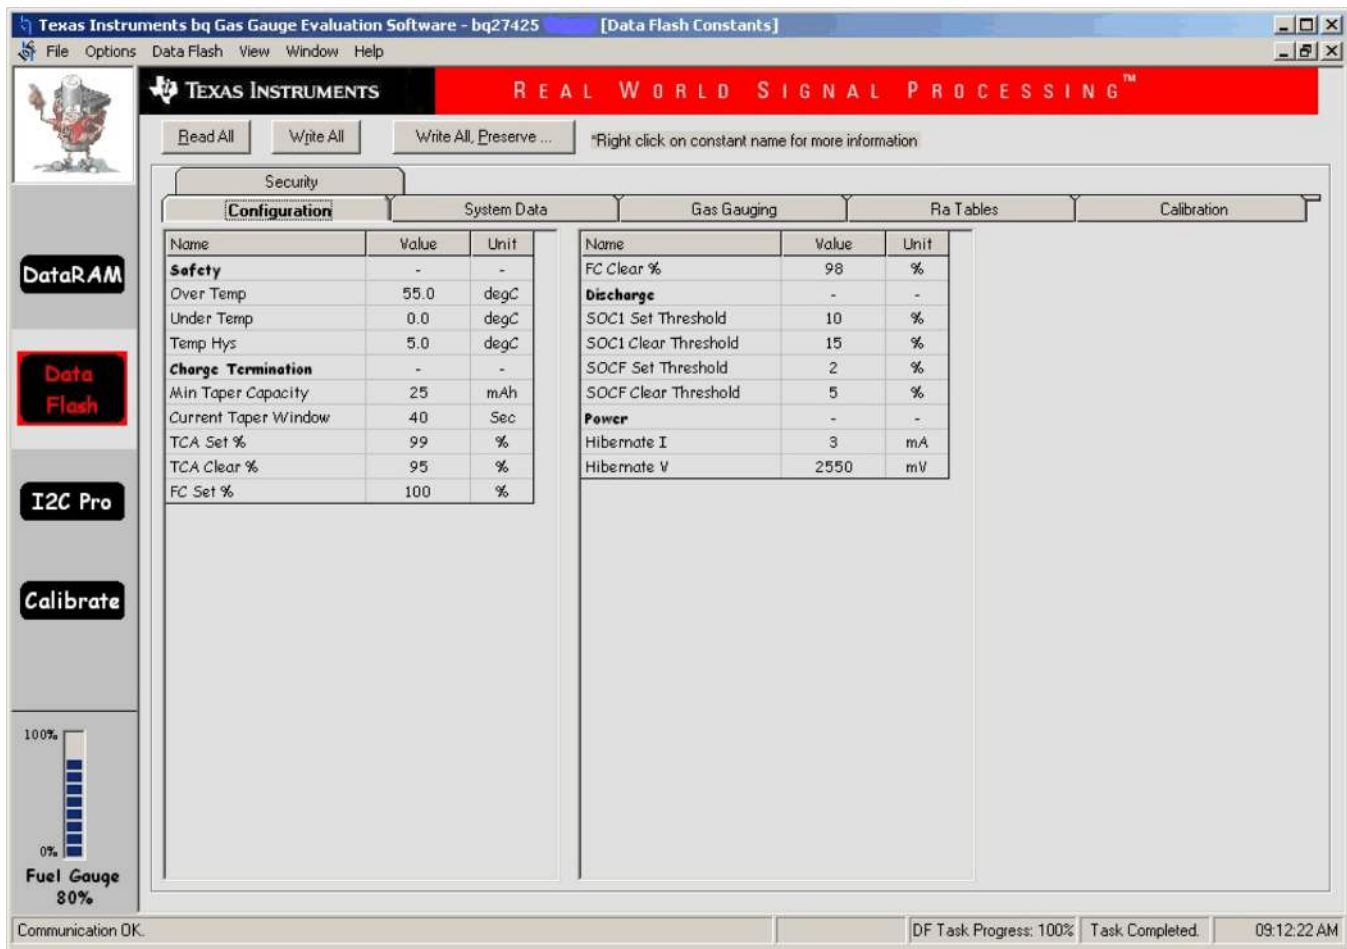 Texas Instruments bq Gas Gauge Evaluation Software - bq27425 [Data Flash Constants]
File Options Data Flash View Window Help
TEXAS INSTRUMENTS REAL WORLD SIGNAL PROCESSING™
Read All Write All Write All, Preserve ... *Right click on constant name for more information
Security
Configuration System Data Gas Gauging Ra Tables Calibration
DataRAM
Data
Flash
I2C Pro
Calibrate
100%
0%
Fuel Gauge
80%
Name Value Unit
Safety - -
Over Temp 55.0 degC
Under Temp 0.0 degC
Temp Hys 5.0 degC
Charge Termination - -
Min Taper Capacity 25 mAh
Current Taper Window 40 Sec
TCA Set % 99 %
TCA Clear % 95 %
FC Set % 100 %
Name Value Unit
FC Clear % 98 %
Discharge - -
SOC1 Set Threshold 10 %
SOC1 Clear Threshold 15 %
SOCF Set Threshold 2 %
SOCF Clear Threshold 5 %
Power - -
Hibernate I 3 mA
Hibernate V 2550 mV
Communication OK. DF Task Progress: 100% Task Completed. 09:12:22 AM